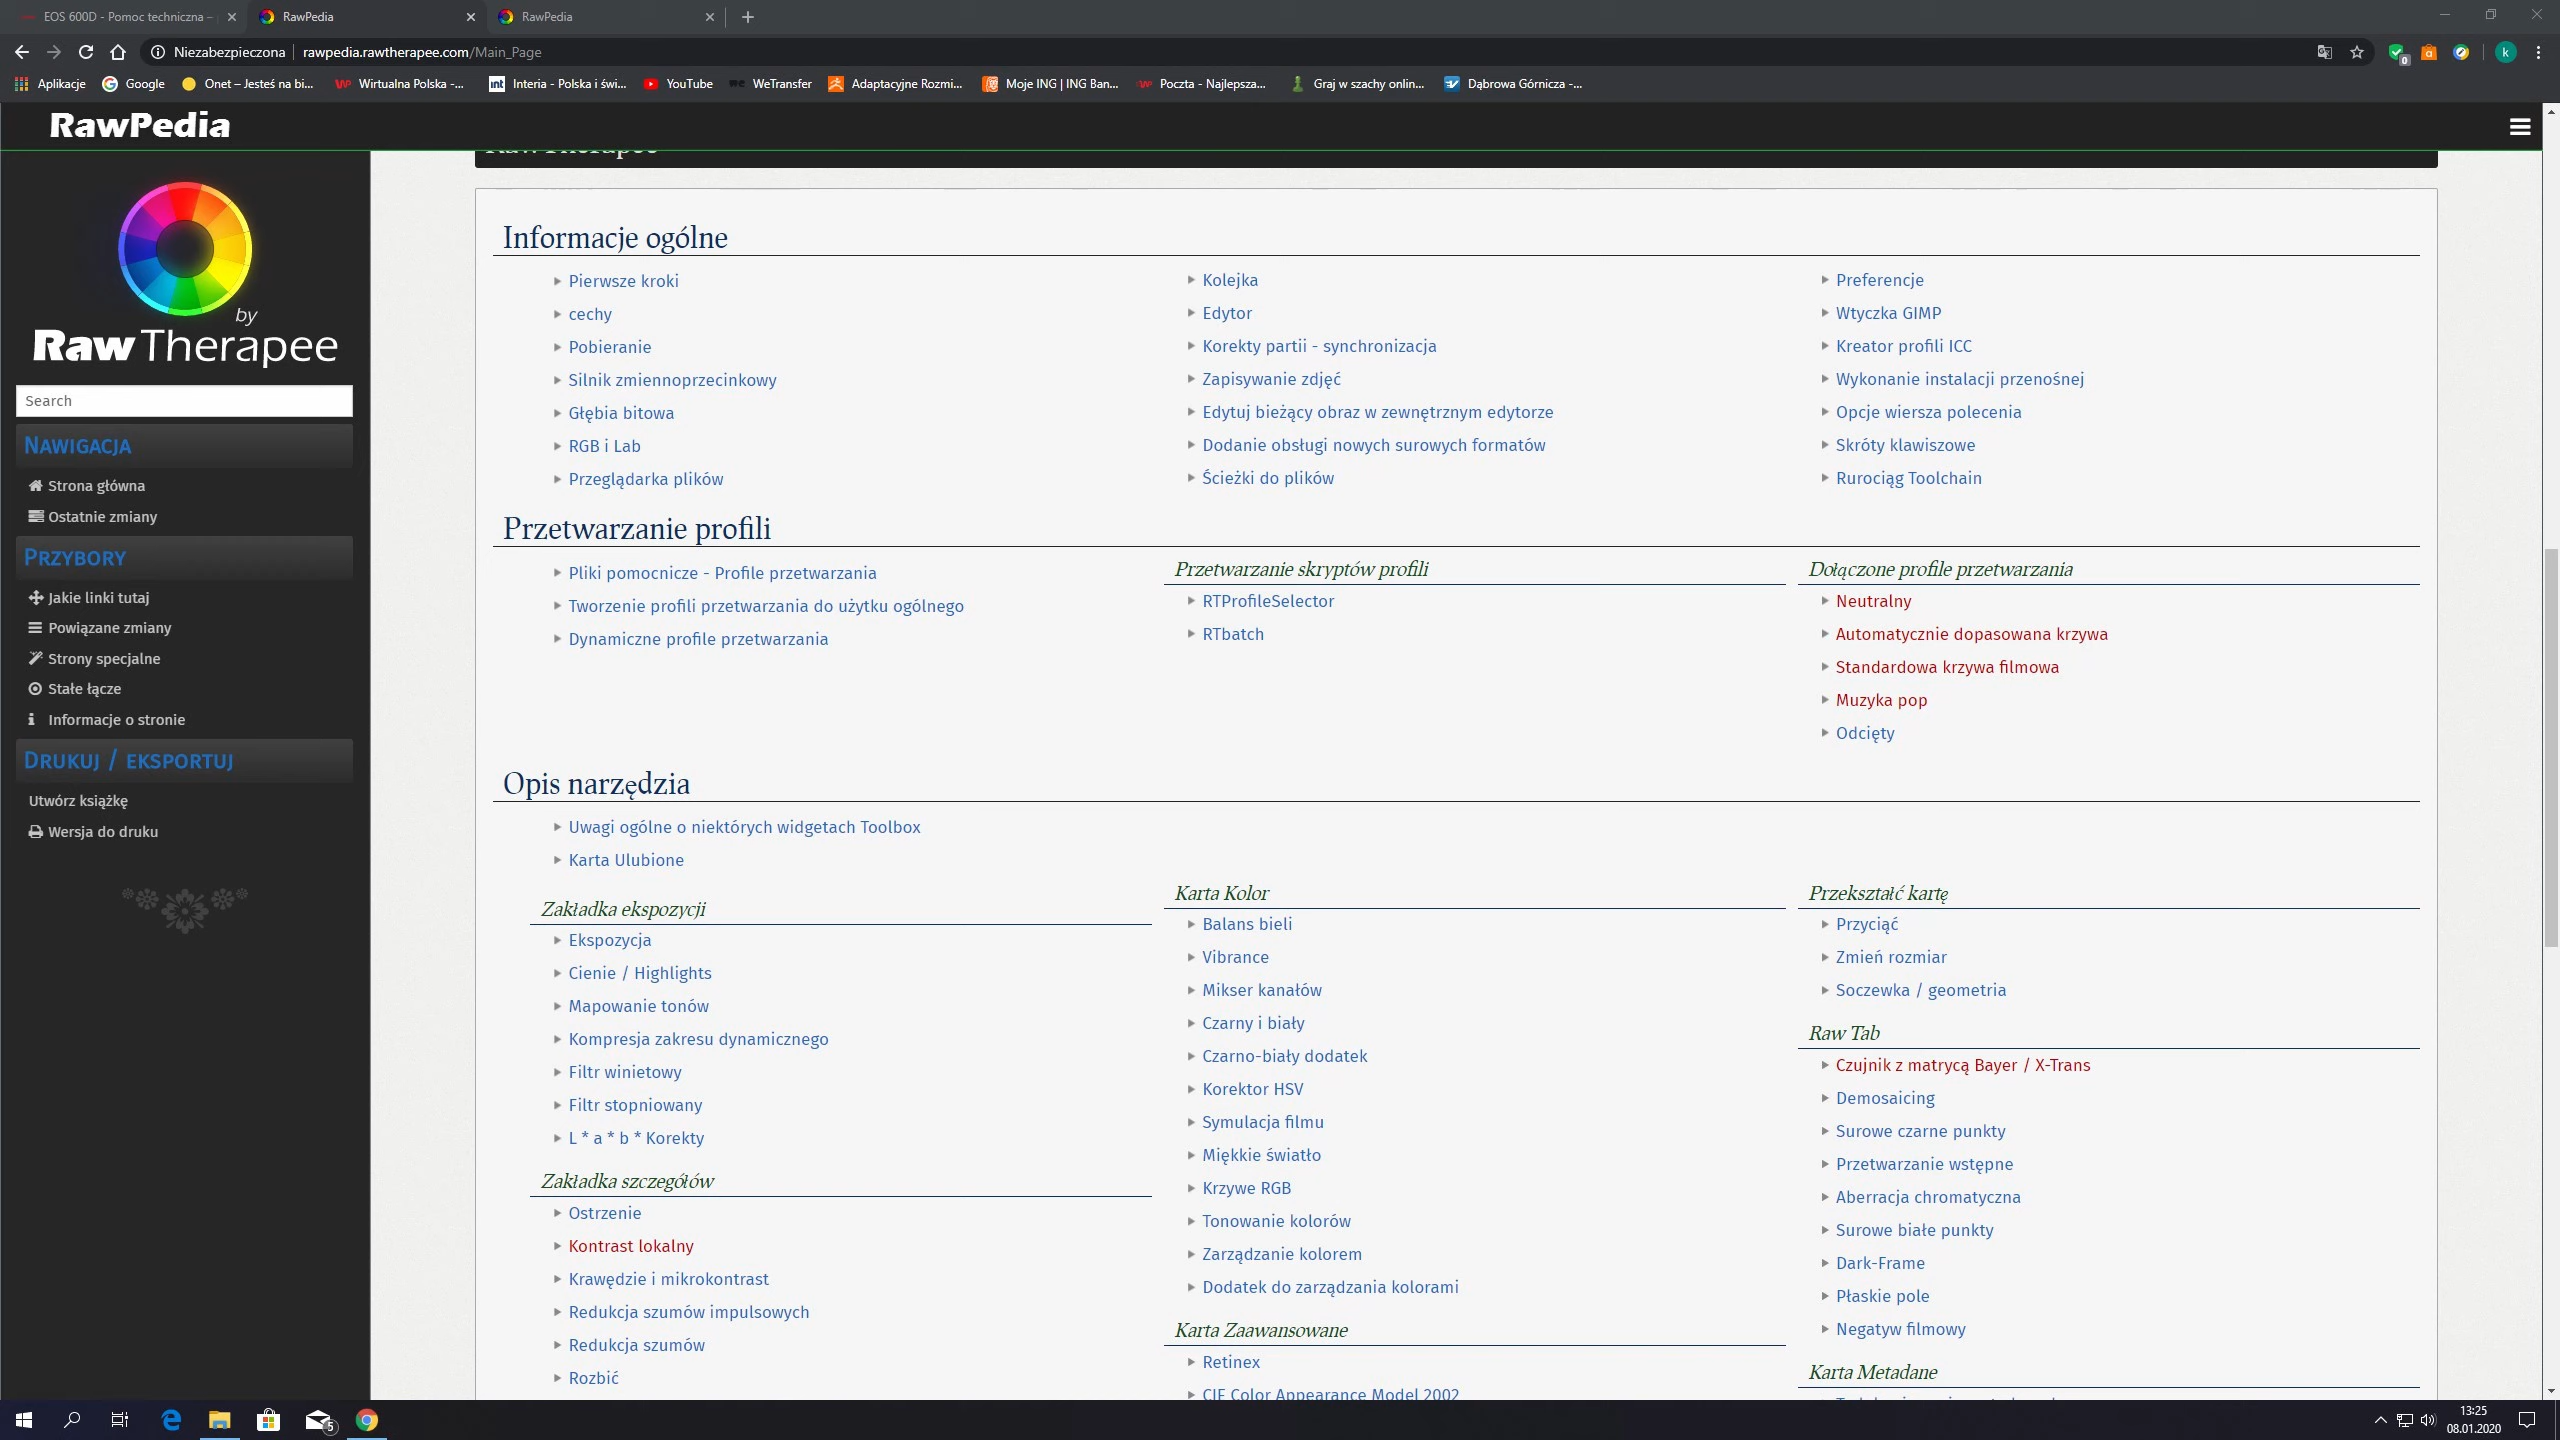 EOS 600D - Pomoc techniczna –
RawPedia
RawPedia
Niezabezpieczona
rawpedia.rawtherapee.com/Main_Page
0
k
Aplikacje
Google
Onet – Jesteś na bi...
Wirtualna Polska -...
Interia - Polska i świ...
YouTube
WeTransfer
Adaptacyjne Rozmi...
Moje ING | ING Ban...
Poczta - Najlepsza...
Graj w szachy onlin...
Dąbrowa Górnicza -...
RawPedia
RawTherapee
by
RawTherapee
Search
Nawigacja
Strona główna
Ostatnie zmiany
Przybory
Jakie linki tutaj
Powiązane zmiany
Strony specjalne
Stałe łącze
Informacje o stronie
Drukuj / eksportuj
Utwórz książkę
Wersja do druku
Informacje ogólne
Pierwsze kroki
cechy
Pobieranie
Silnik zmiennoprzecinkowy
Głębia bitowa
RGB i Lab
Przeglądarka plików
Kolejka
Edytor
Korekty partii - synchronizacja
Zapisywanie zdjęć
Edytuj bieżący obraz w zewnętrznym edytorze
Dodanie obsługi nowych surowych formatów
Ścieżki do plików
Preferencje
Wtyczka GIMP
Kreator profili ICC
Wykonanie instalacji przenośnej
Opcje wiersza polecenia
Skróty klawiszowe
Rurociąg Toolchain
Przetwarzanie profili
Pliki pomocnicze - Profile przetwarzania
Tworzenie profili przetwarzania do użytku ogólnego
Dynamiczne profile przetwarzania
Przetwarzanie skryptów profili
RTProfileSelector
RTbatch
Dołączone profile przetwarzania
Neutralny
Automatycznie dopasowana krzywa
Standardowa krzywa filmowa
Muzyka pop
Odcięty
Opis narzędzia
Uwagi ogólne o niektórych widgetach Toolbox
Karta Ulubione
Zakładka ekspozycji
Ekspozycja
Cienie / Highlights
Mapowanie tonów
Kompresja zakresu dynamicznego
Filtr winietowy
Filtr stopniowany
L * a * b * Korekty
Zakładka szczegółów
Ostrzenie
Kontrast lokalny
Krawędzie i mikrokontrast
Redukcja szumów impulsowych
Redukcja szumów
Rozbić
Karta Kolor
Balans bieli
Vibrance
Mikser kanałów
Czarny i biały
Czarno-biały dodatek
Korektor HSV
Symulacja filmu
Miękkie światło
Krzywe RGB
Tonowanie kolorów
Zarządzanie kolorem
Dodatek do zarządzania kolorami
Karta Zaawansowane
Retinex
CIE Color Appearance Model 2002
Przekształć kartę
Przyciąć
Zmień rozmiar
Soczewka / geometria
Raw Tab
Czujnik z matrycą Bayer / X-Trans
Demosaicing
Surowe czarne punkty
Przetwarzanie wstępne
Aberracja chromatyczna
Surowe białe punkty
Dark-Frame
Płaskie pole
Negatyw filmowy
Karta Metadane
5
13:25
08.01.2020